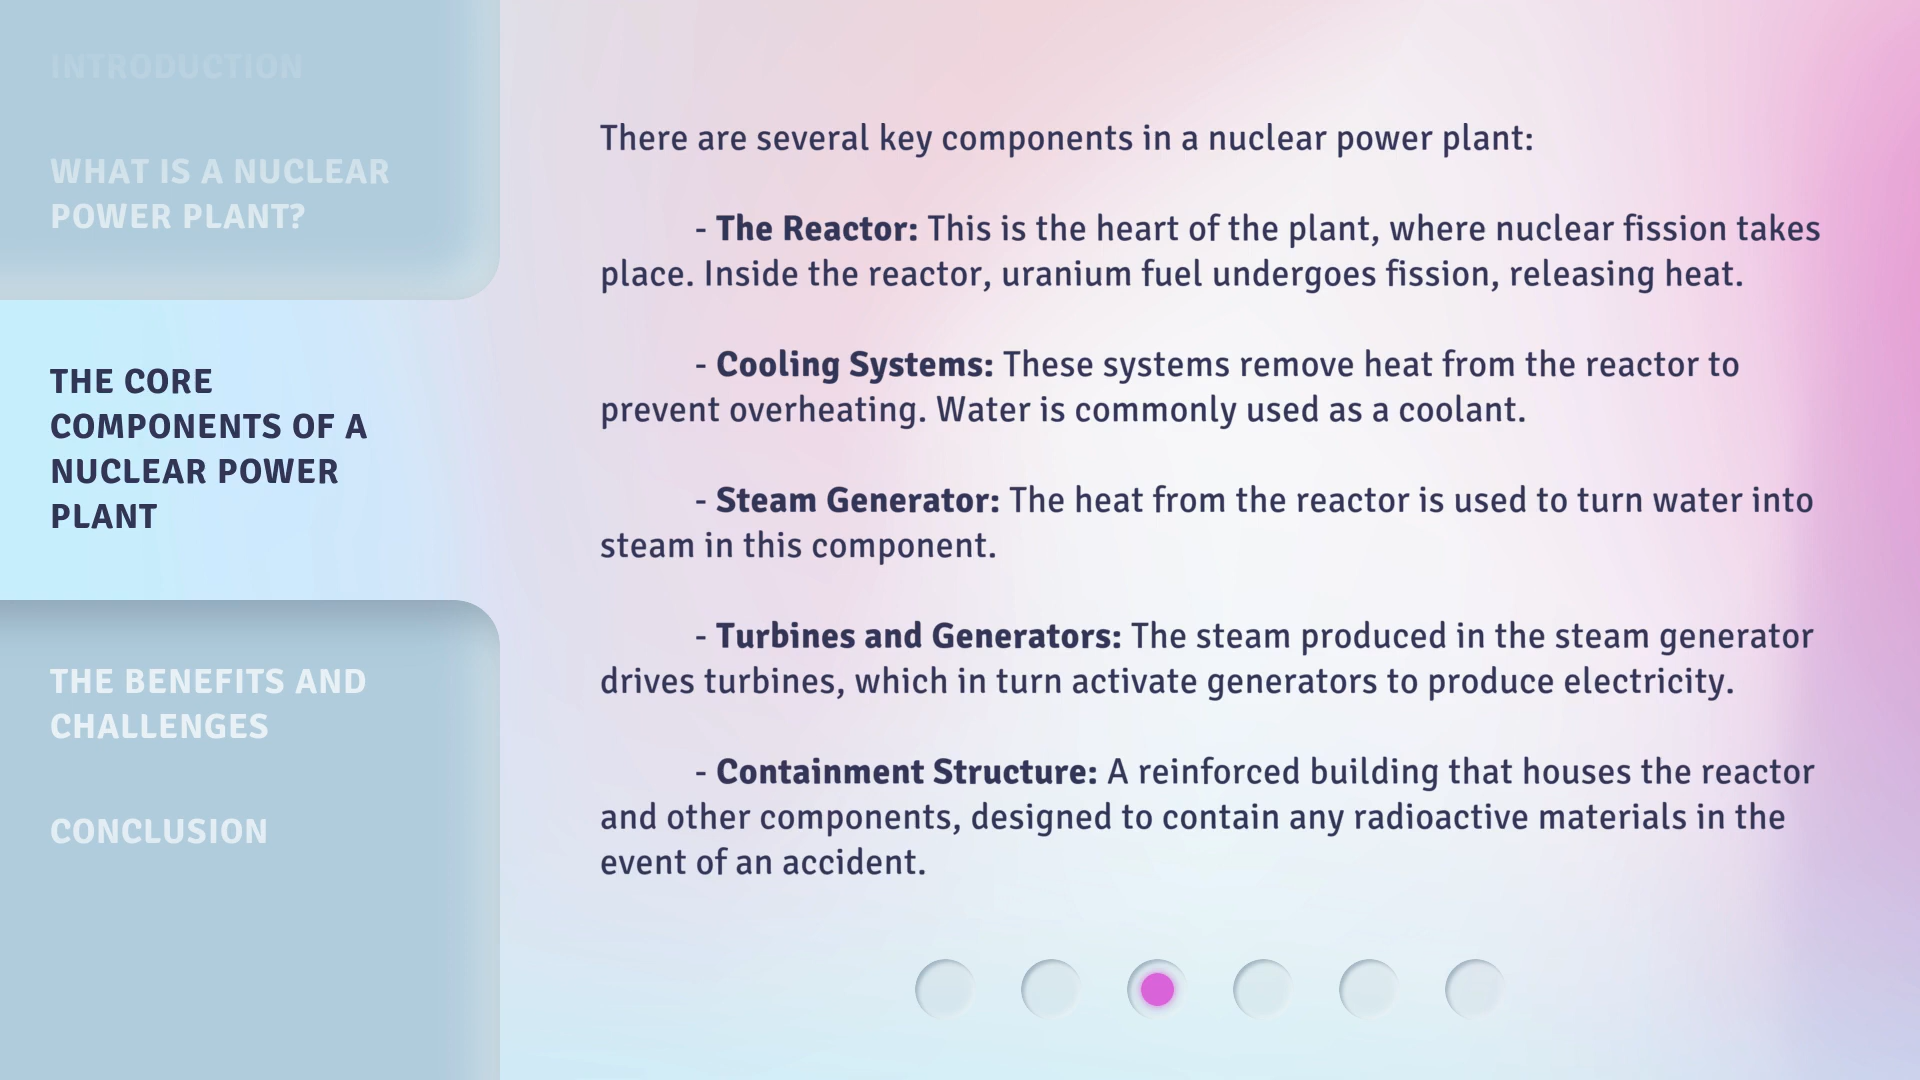 INTRODUCTION
WHAT IS A NUCLEAR
POWER PLANT?
THE CORE
COMPONENTS OF A
NUCLEAR POWER
PLANT
THE BENEFITS AND
CHALLENGES
CONCLUSION
There are several key components in a nuclear power plant:
- The Reactor: This is the heart of the plant, where nuclear fission takes
place. Inside the reactor, uranium fuel undergoes fission, releasing heat.
- Cooling Systems: These systems remove heat from the reactor to
prevent overheating. Water is commonly used as a coolant.
- Steam Generator: The heat from the reactor is used to turn water into
steam in this component.
- Turbines and Generators: The steam produced in the steam generator
drives turbines, which in turn activate generators to produce electricity.
- Containment Structure: A reinforced building that houses the reactor
and other components, designed to contain any radioactive materials in the
event of an accident.